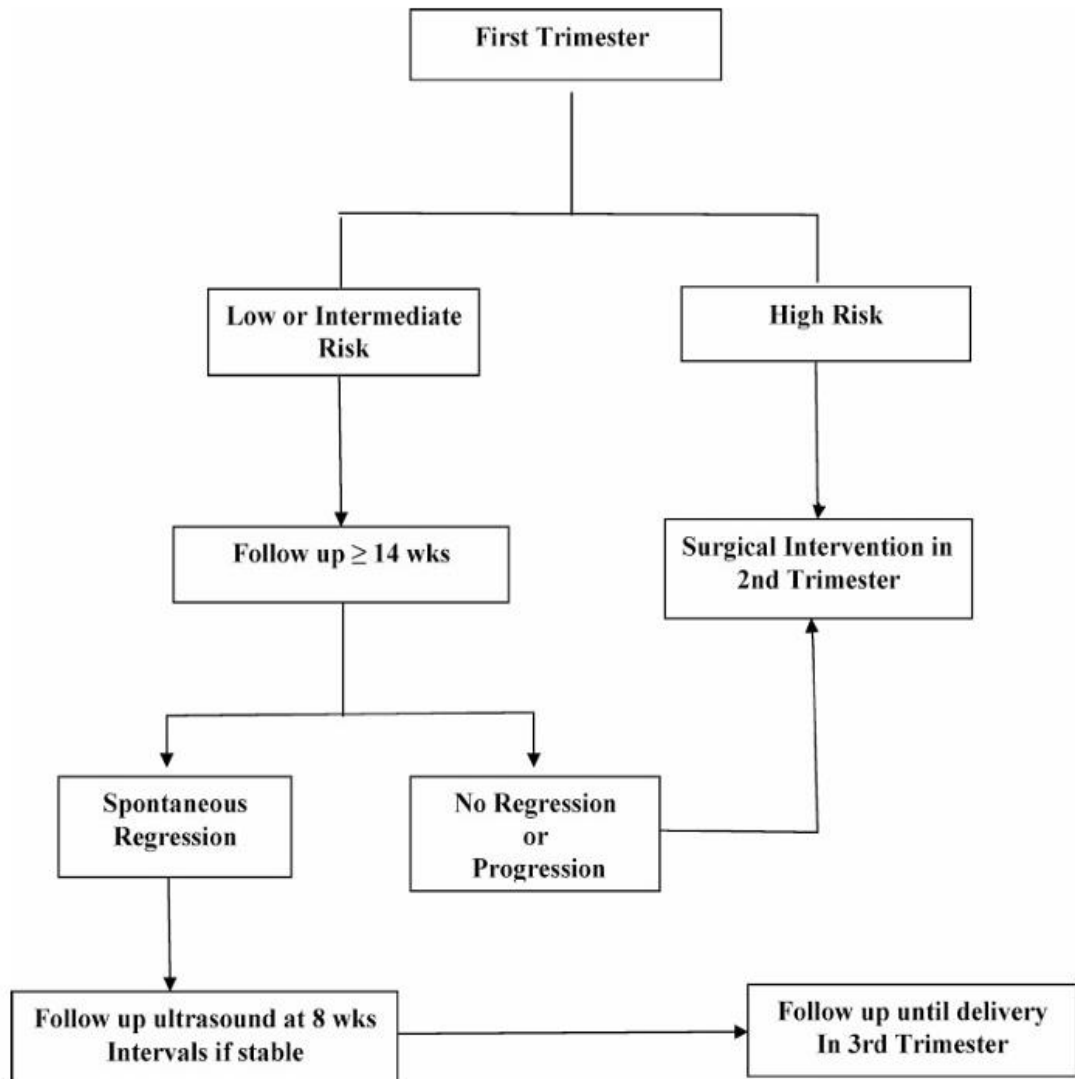 First Trimester
Low or Intermediate
Risk
High Risk
Follow up ≥ 14 wks
Surgical Intervention in
2nd Trimester
Spontaneous
Regression
No Regression
or
Progression
Follow up ultrasound at 8 wks
Intervals if stable
Follow up until delivery
In 3rd Trimester